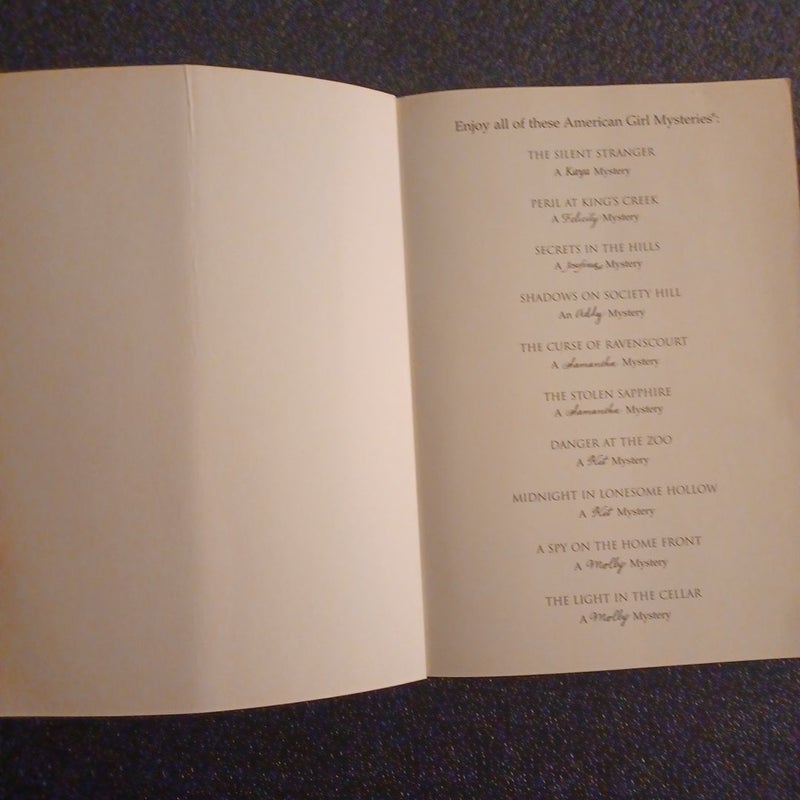 Enjoy all of these American Girl Mysteries®:
THE SILENT STRANGER
A Kaya Mystery
PERIL AT KING'S CREEK
A Felicity Mystery
SECRETS IN THE HILLS
A Josefina Mystery
SHADOWS ON SOCIETY HILL
An Addy Mystery
THE CURSE OF RAVENSCOURT
A Samantha Mystery
THE STOLEN SAPPHIRE
A Samantha Mystery
DANGER AT THE ZOO
A Kit Mystery
MIDNIGHT IN LONESOME HOLLOW
A Kit Mystery
A SPY ON THE HOME FRONT
A Molly Mystery
THE LIGHT IN THE CELLAR
A Molly Mystery